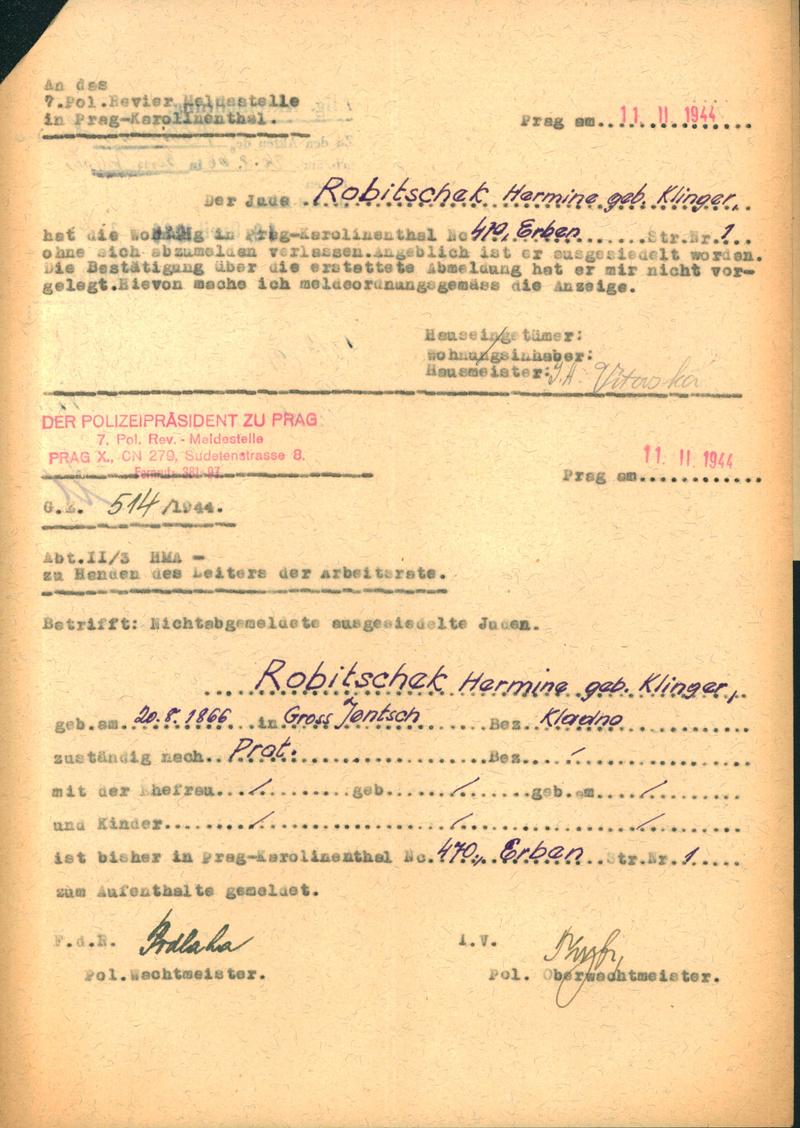 An das
7.Pol.Revier Meldestelle
in Prag-Karolinenthal.
Prag am..11. II. 1944....
Der Jude ..Robitschek Hermine geb. Klinger,..
hat die Wohnung in Prag-Karolinenthal No 470, Erben......Str.Nr.1...
ohne sich abzumelden verlassen.Angeblich ist er ausgesiedelt worden.
Die Bestätigung über die erstattete Abmeldung hat er mir nicht vor-
gelegt.Hievon mache ich meldeordnungsgemäss die Anzeige.
Hauseingetümer:
Wohnungsinhaber:
Hausmeister:
DER POLIZEIPRÄSIDENT ZU PRAG
7. Pol. Rev. - Meldestelle
PRAG X., CN 279, Sudetenstrasse 8.
11. II. 1944
Prag am............
G.Z. 514/1944.
Abt.II/3 HMA -
zu Handen des Leiters der Arbeitsrate.
Betrifft: Nichtabgemeldete ausgesiedelte Juden.
....Robitschek Hermine geb. Klinger,.
geb.am..20.8.1866...in Gross Jentsch......Bez..Kladno............
zuständig nach..Prot..................Bez...../.............
mit der Ehefrau.../........geb......./......geb.am..../.......
und Kinder......../................../................/.......
ist bisher in Prag-Karolinenthal No.470,..Erben..Str.Nr.1.....
zum Aufenthalte gemeldet.
F.d.R. Podlaha
I.V.
Pol.Wachtmeister.
Pol. Oberwachtmeister.